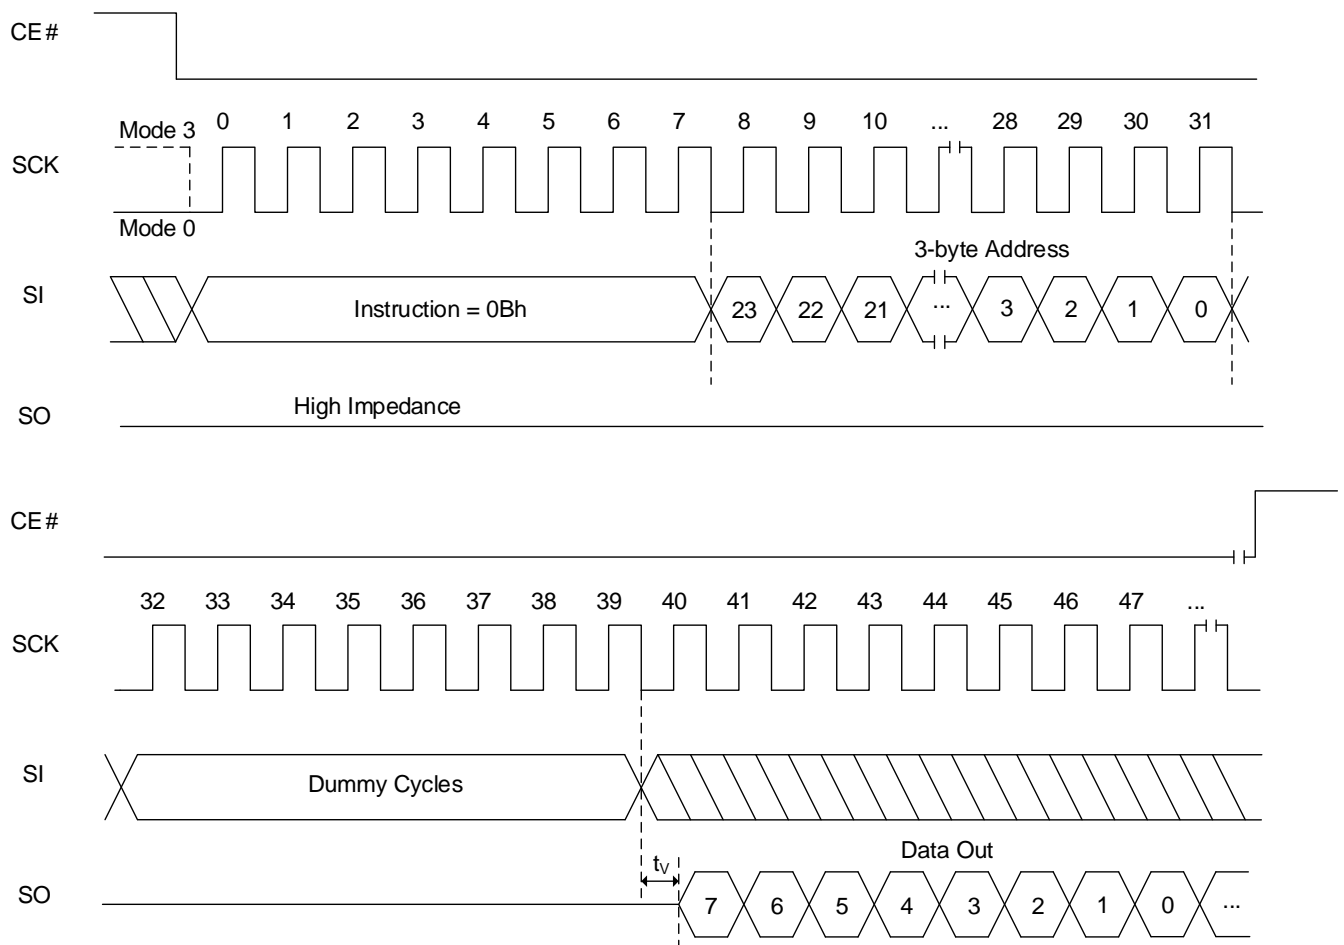 CE#
Mode 3 0 1 2 3 4 5 6 7 8 9 10 ... 28 29 30 31
SCK
Mode 0
3-byte Address
SI Instruction = 0Bh 23 22 21 ... 3 2 1 0
High Impedance
SO
CE#
32 33 34 35 36 37 38 39 40 41 42 43 44 45 46 47 ...
SCK
SI Dummy Cycles
Data Out
tV
SO 7 6 5 4 3 2 1 0 ...